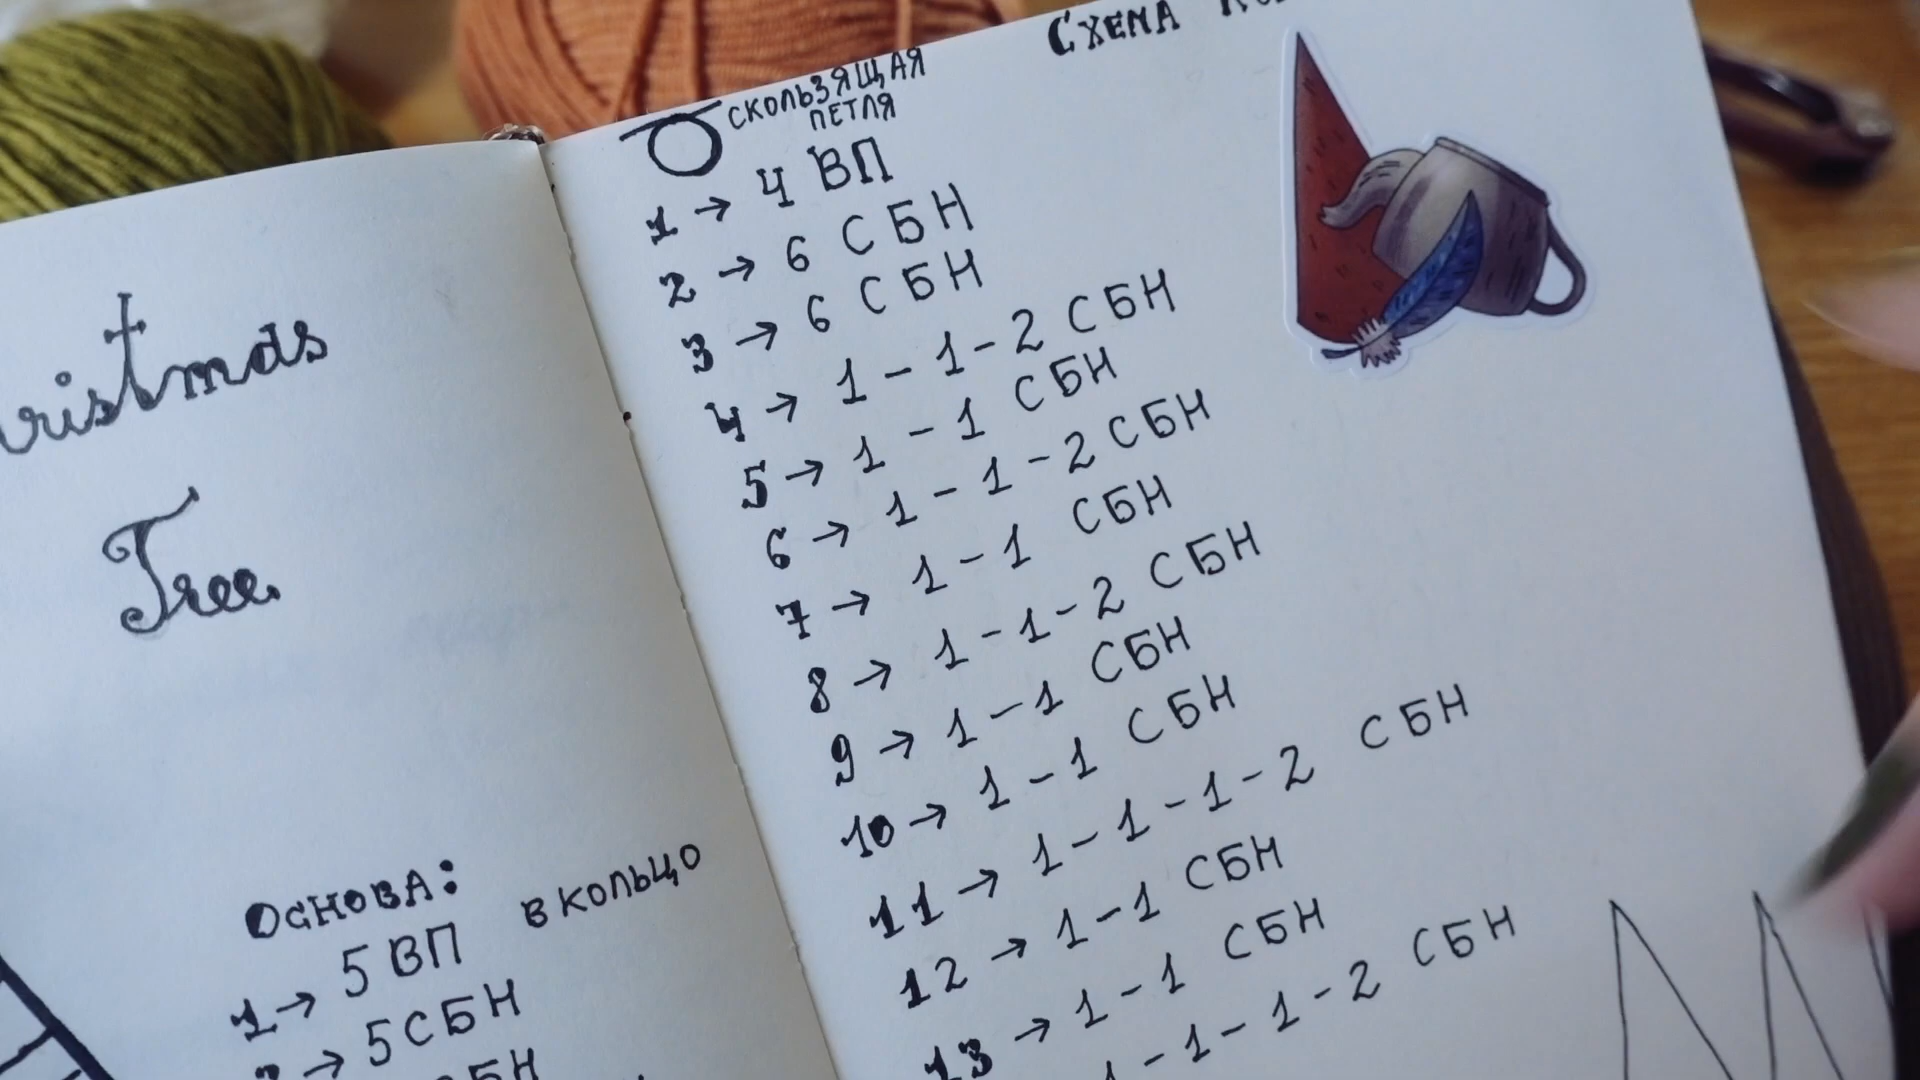 Christmas
Tree
ОСНОВА:
В КОЛЬЦО
1→ 5 ВП
2→ 5 СБН
СБН
СХЕМА
СКОЛЬЗЯЩАЯ
ПЕТЛЯ
1→ 4 ВП
2→ 6 СБН
3→ 6 СБН
4→ 1-1-2 СБН
5→ 1-1 СБН
6→ 1-1-2 СБН
7→ 1-1 СБН
8→ 1-1-2 СБН
9→ 1-1 СБН
10→ 1-1 СБН
11→ 1-1-1-2 СБН
12→ 1-1 СБН
13→ 1-1 СБН
1-1-1-2 СБН